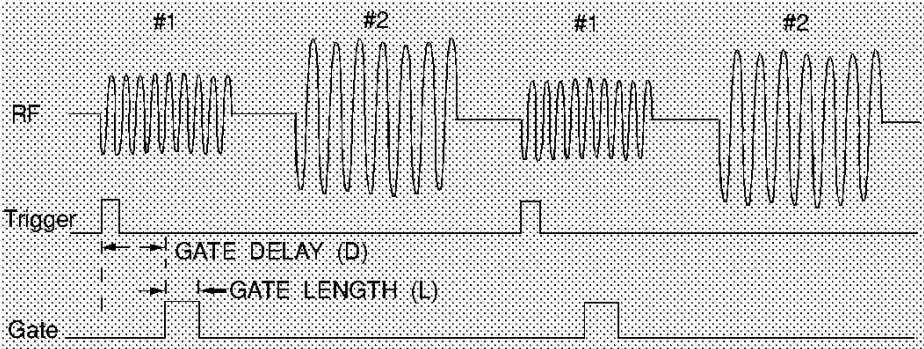 #1 #2 #1 #2
RF
Trigger
GATE DELAY (D)
GATE LENGTH (L)
Gate